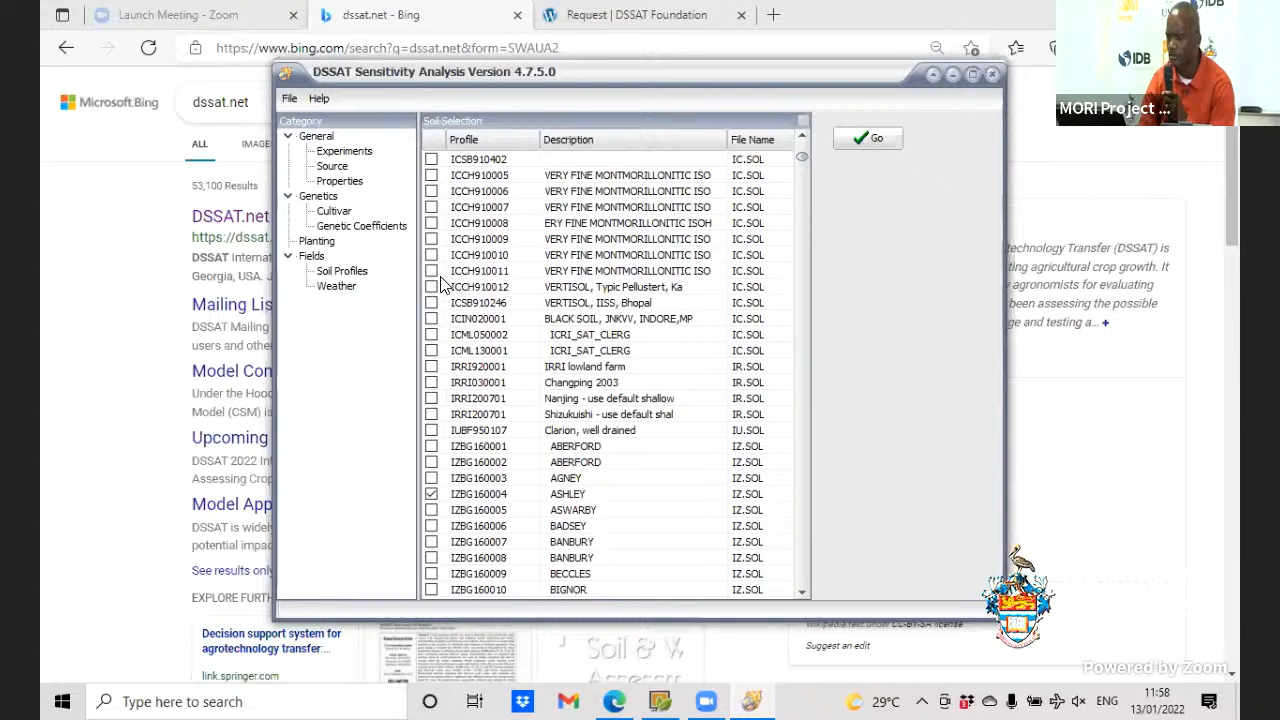 Launch Meeting - Zoom
dssat.net - Bing
Request | DSSAT Foundation
https://www.bing.com/search?q=dssat.net&form=SWAUA2
Microsoft Bing
dssat.net
ALL
IMAGE
53,100 Results
DSSAT.net
https://dssat.
DSSAT Internat
Georgia, USA. J
Mailing List
DSSAT Mailing
users and othe
Model Con
Under the Hood
Model (CSM) is
Upcoming
DSSAT 2022 Int
Assessing Crop
Model App
DSSAT is widely
potential impac
See results only
EXPLORE FURTH
Decision support system for
agrotechnology transfer...
DSSAT Sensitivity Analysis Version 4.7.5.0
File Help
Category
General
Experiments
Source
Properties
Genetics
Cultivar
Genetic Coefficients
Planting
Fields
Soil Profiles
Weather
Soil Selection
Profile Description File Name
ICSB910402 IC.SOL
ICCH910005 VERY FINE MONTMORILLONITIC ISO IC.SOL
ICCH910006 VERY FINE MONTMORILLONITIC ISO IC.SOL
ICCH910007 VERY FINE MONTMORILLONITIC ISO IC.SOL
ICCH910008 ERY FINE MONTMORILLONITIC ISOH IC.SOL
ICCH910009 VERY FINE MONTMORILLONITIC ISO IC.SOL
ICCH910010 VERY FINE MONTMORILLONITIC ISO IC.SOL
ICCH910011 VERY FINE MONTMORILLONITIC ISO IC.SOL
ICCH910012 VERTISOL, Typic Pellustert, Ka IC.SOL
ICSB910246 VERTISOL, IISS, Bhopal IC.SOL
ICIN020001 BLACK SOIL, JNKVV, INDORE,MP IC.SOL
ICML050002 ICRI_SAT_CLERG IC.SOL
ICML130001 ICRI_SAT_CLERG IC.SOL
IRRI920001 IRRI lowland farm IR.SOL
IRRI030001 Changping 2003 IR.SOL
IRRI200701 Nanjing - use default shallow IR.SOL
IRRI200701 Shizukuishi - use default shal IR.SOL
IUBF950107 Clarion, well drained IU.SOL
IZBG160001 ABERFORD IZ.SOL
IZBG160002 ABERFORD IZ.SOL
IZBG160003 AGNEY IZ.SOL
IZBG160004 ASHLEY IZ.SOL
IZBG160005 ASWARBY IZ.SOL
IZBG160006 BADSEY IZ.SOL
IZBG160007 BANBURY IZ.SOL
IZBG160008 BANBURY IZ.SOL
IZBG160009 BECCLES IZ.SOL
IZBG160010 BIGNOR IZ.SOL
Go
echnology Transfer (DSSAT) is
ting agricultural crop growth. It
y agronomists for evaluating
been assessing the possible
ge and testing a... +
IDB
IDB
MORI Project ...
Powered by Zoom
Type here to search
29°C
ENG
11:58
13/01/2022